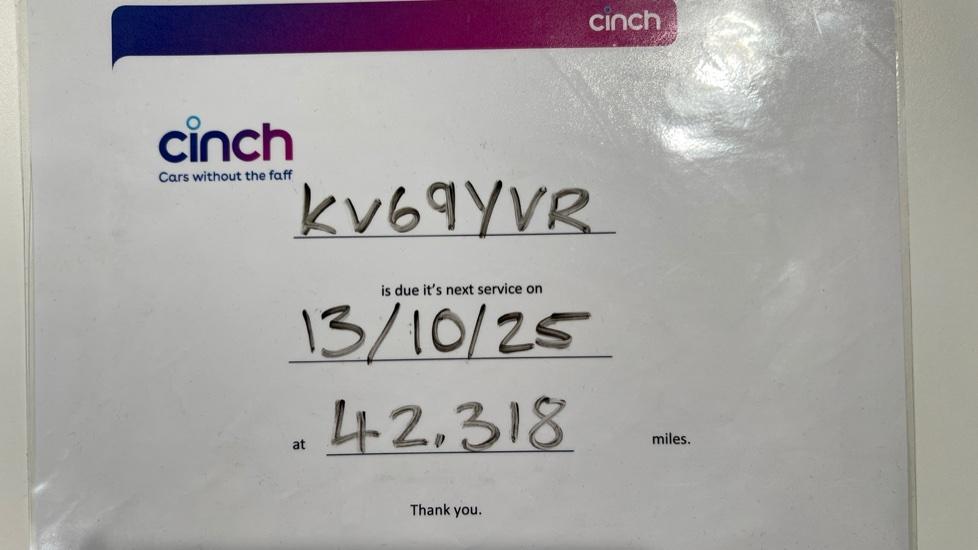 cinch
cinch
Cars without the faff
KV69YVR
is due it's next service on
13/10/25
at 42,318 miles.
Thank you.